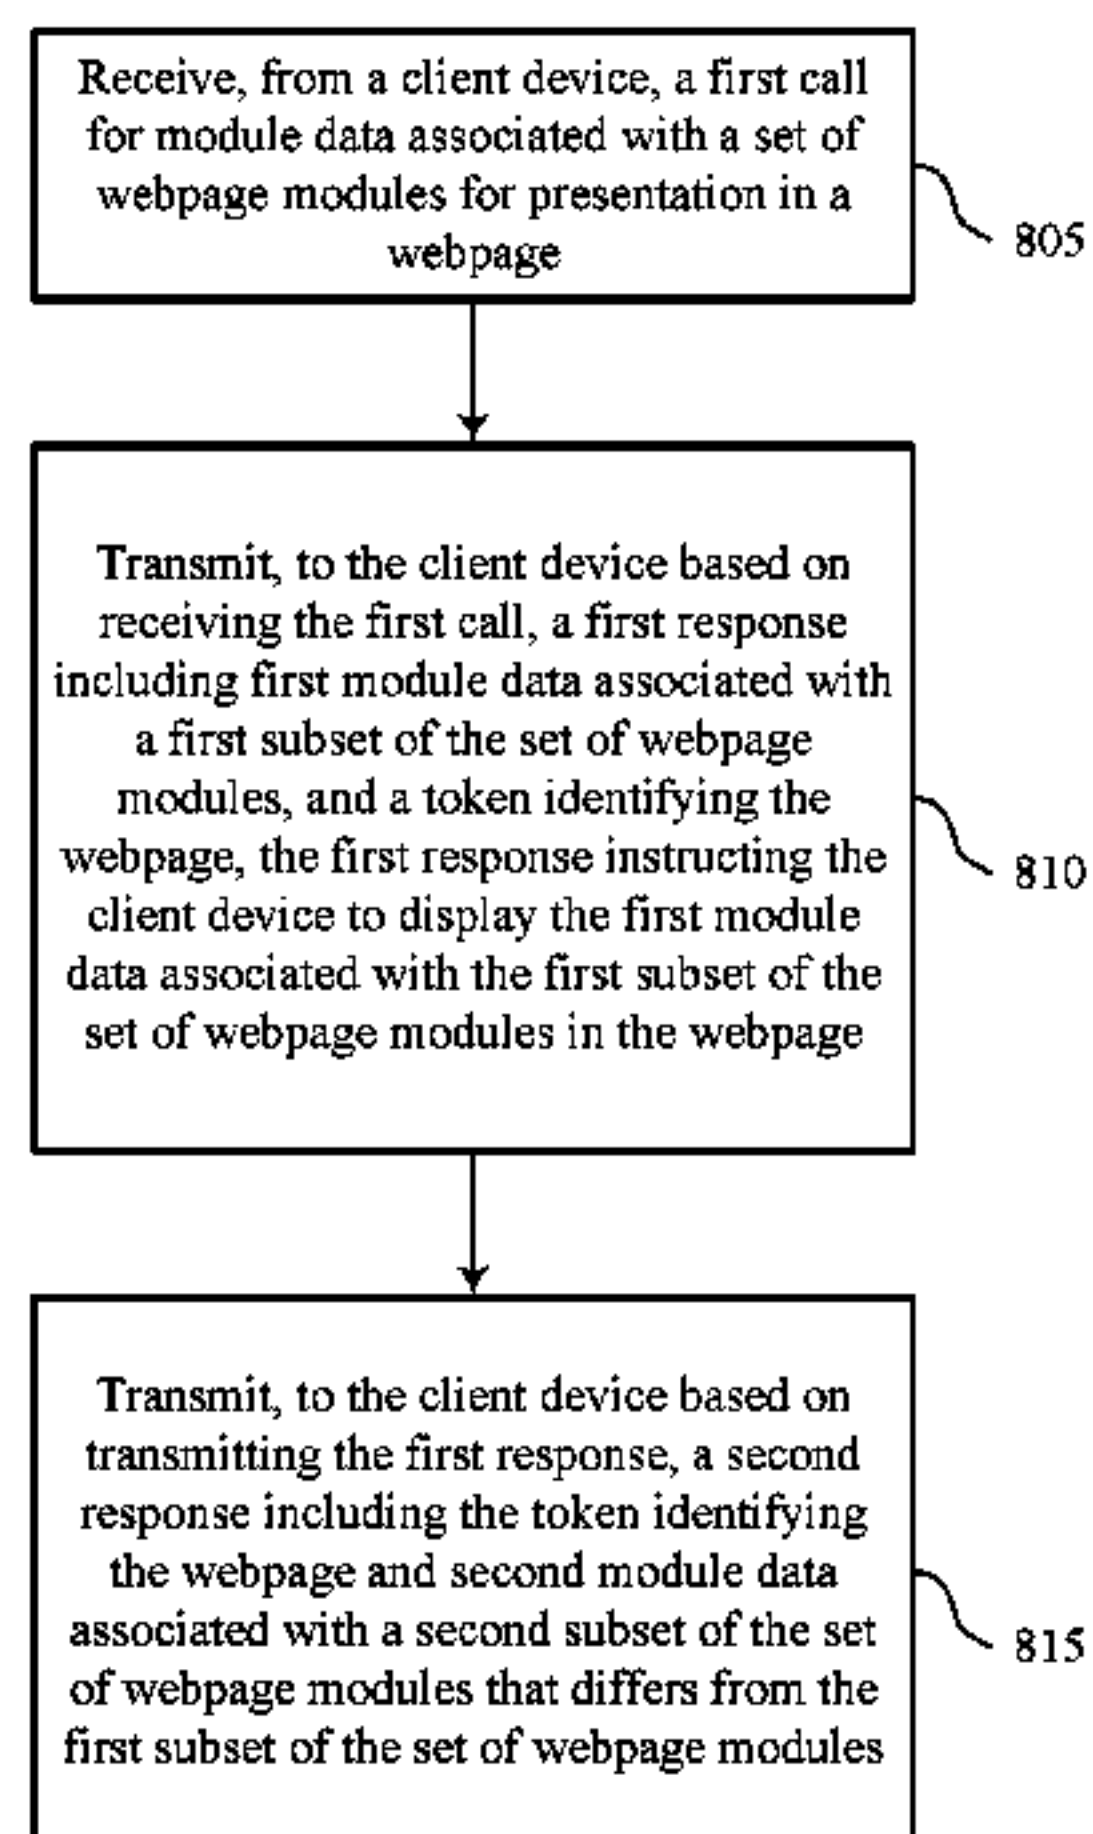 Receive, from a client device, a first call
for module data associated with a set of
webpage modules for presentation in a
webpage
805
Transmit, to the client device based on
receiving the first call, a first response
including first module data associated with
a first subset of the set of webpage
modules, and a token identifying the
webpage, the first response instructing the
client device to display the first module
data associated with the first subset of the
set of webpage modules in the webpage
810
Transmit, to the client device based on
transmitting the first response, a second
response including the token identifying
the webpage and second module data
associated with a second subset of the set
of webpage modules that differs from the
first subset of the set of webpage modules
815